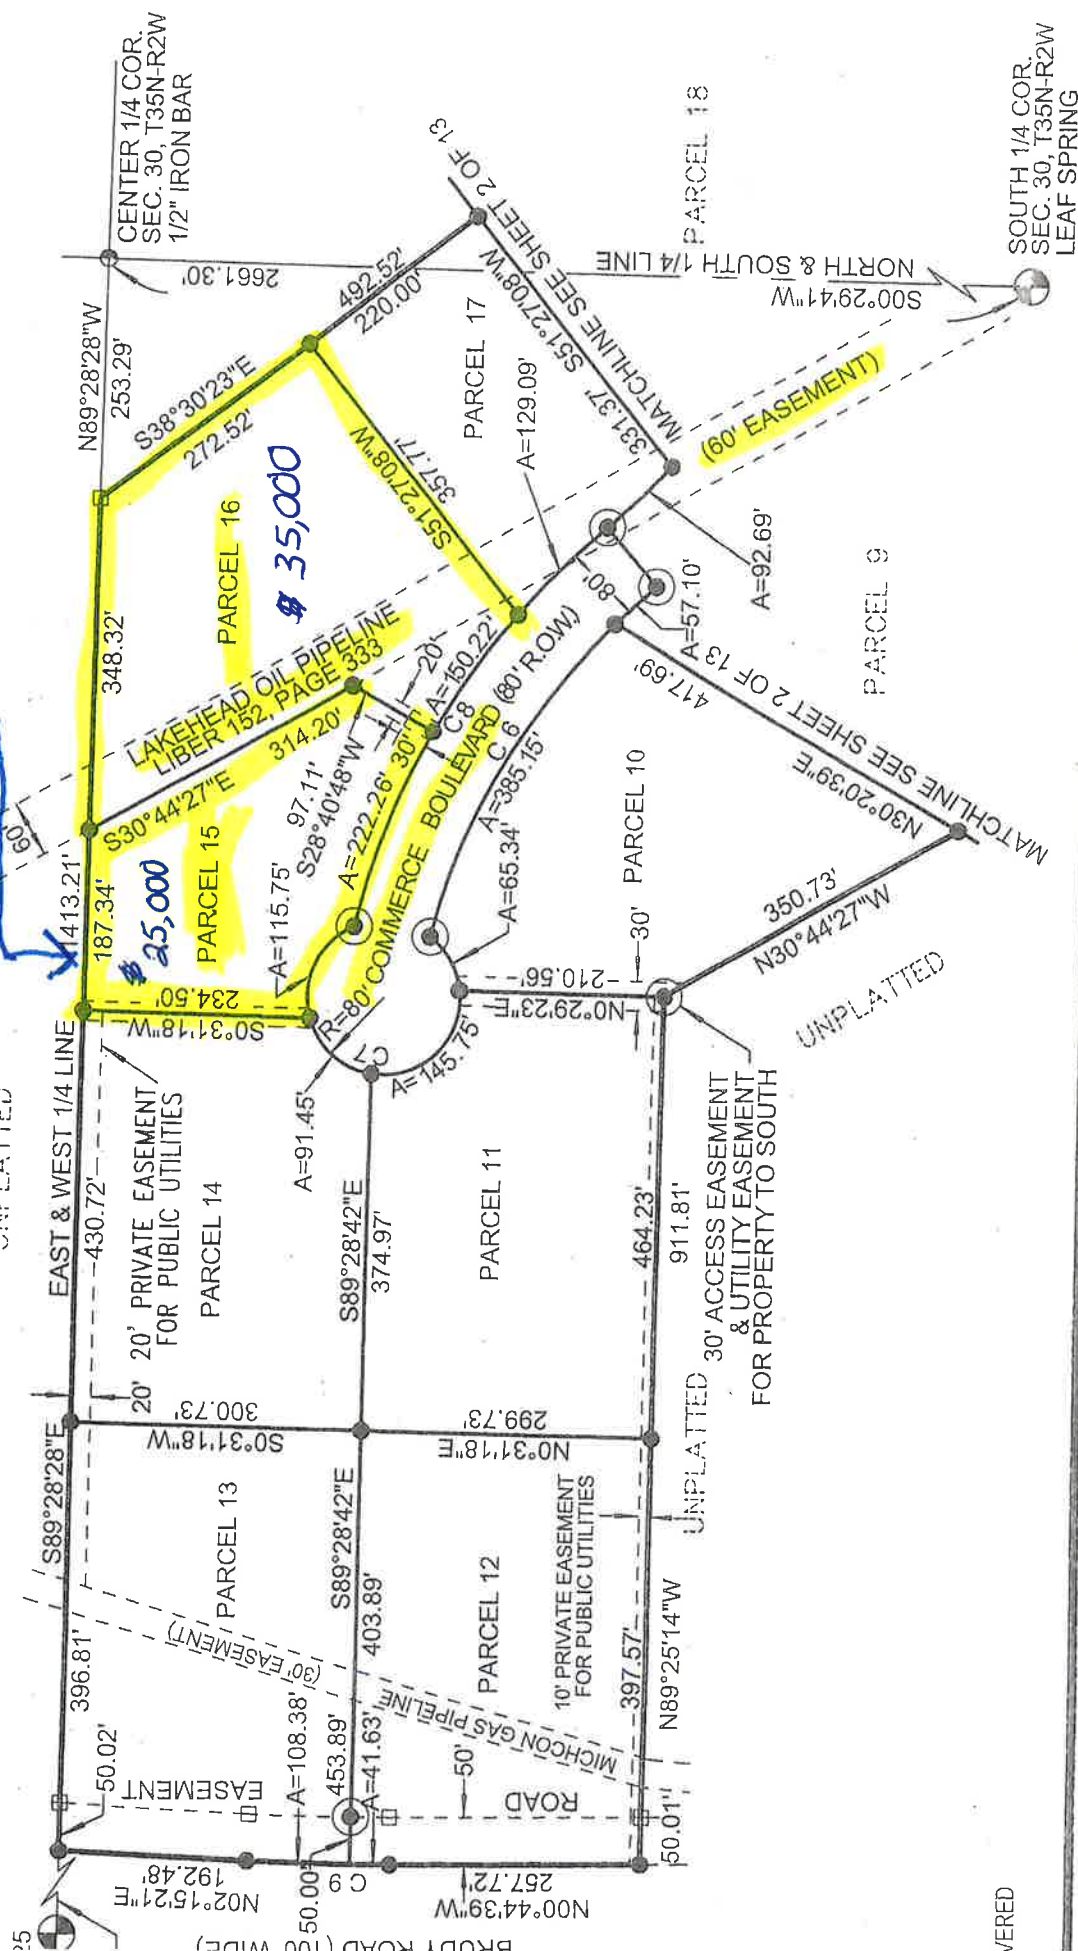 CENTER 1/4 COR.
SEC. 30, T35N-R2W
1/2" IRON BAR
N89°28'28"W
253.29'
2661.30'
S38°30'23"E
272.52'
492.52'
220.00'
348.32'
PARCEL 16
$ 35,000
S51°27'08"W
357.77'
PARCEL 17
A=129.09'
MATCHLINE SEE SHEET 2 OF 13
331.37' S51°27'08"W
PARCEL 18
NORTH & SOUTH 1/4 LINE
S00°29'41"W
SOUTH 1/4 COR.
SEC. 30, T35N-R2W
LEAF SPRING
(60' EASEMENT)
LAKEHEAD OIL PIPELINE
LIBER 152, PAGE 333
60'
S30°44'27"E
314.20'
1413.21'
187.34'
$ 25,000
PARCEL 15
97.11'
S28°40'48"W
20'
30'
A=150.22'
C 8
A=222.26'
A=115.75'
COMMERCE BOULEVARD (80' R.O.W)
C 6
A=385.15'
80'
A=57.10'
A=92.69'
PARCEL 9
417.69'
N30°20'39"E
MATCHLINE SEE SHEET 2 OF 13
A=65.34'
PARCEL 10
30'
210.56'
N0°29'23"E
350.73'
N30°44'27"W
UNPLATTED
234.50'
S0°31'18"W
R=80'
C7
A=145.75'
A=91.45'
UNPLATTED
EAST & WEST 1/4 LINE
430.72'
20' PRIVATE EASEMENT
FOR PUBLIC UTILITIES
PARCEL 14
20'
S89°28'42"E
374.97'
PARCEL 11
464.23'
911.81'
30' ACCESS EASEMENT
& UTILITY EASEMENT
FOR PROPERTY TO SOUTH
UNPLATTED
300.73'
S0°31'18"W
299.73'
N0°31'18"E
S89°28'28"E
396.81'
PARCEL 13
S89°28'42"E
403.89'
PARCEL 12
10' PRIVATE EASEMENT
FOR PUBLIC UTILITIES
397.57'
N89°25'14"W
(30' EASEMENT)
MICHCON GAS PIPELINE
50.02'
EASEMENT
A=108.38'
453.89'
A=41.63'
50'
ROAD
50.01'
192.48'
N02°15'21"E
50.00'
C 9
257.72'
N00°44'39"W
BRUDY ROAD (100' WIDE)
25
VERED